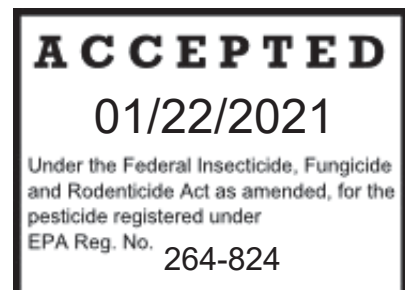 ACCEPTED
01/22/2021
Under the Federal Insecticide, Fungicide
and Rodenticide Act as amended, for the
pesticide registered under
EPA Reg. No. 264-824